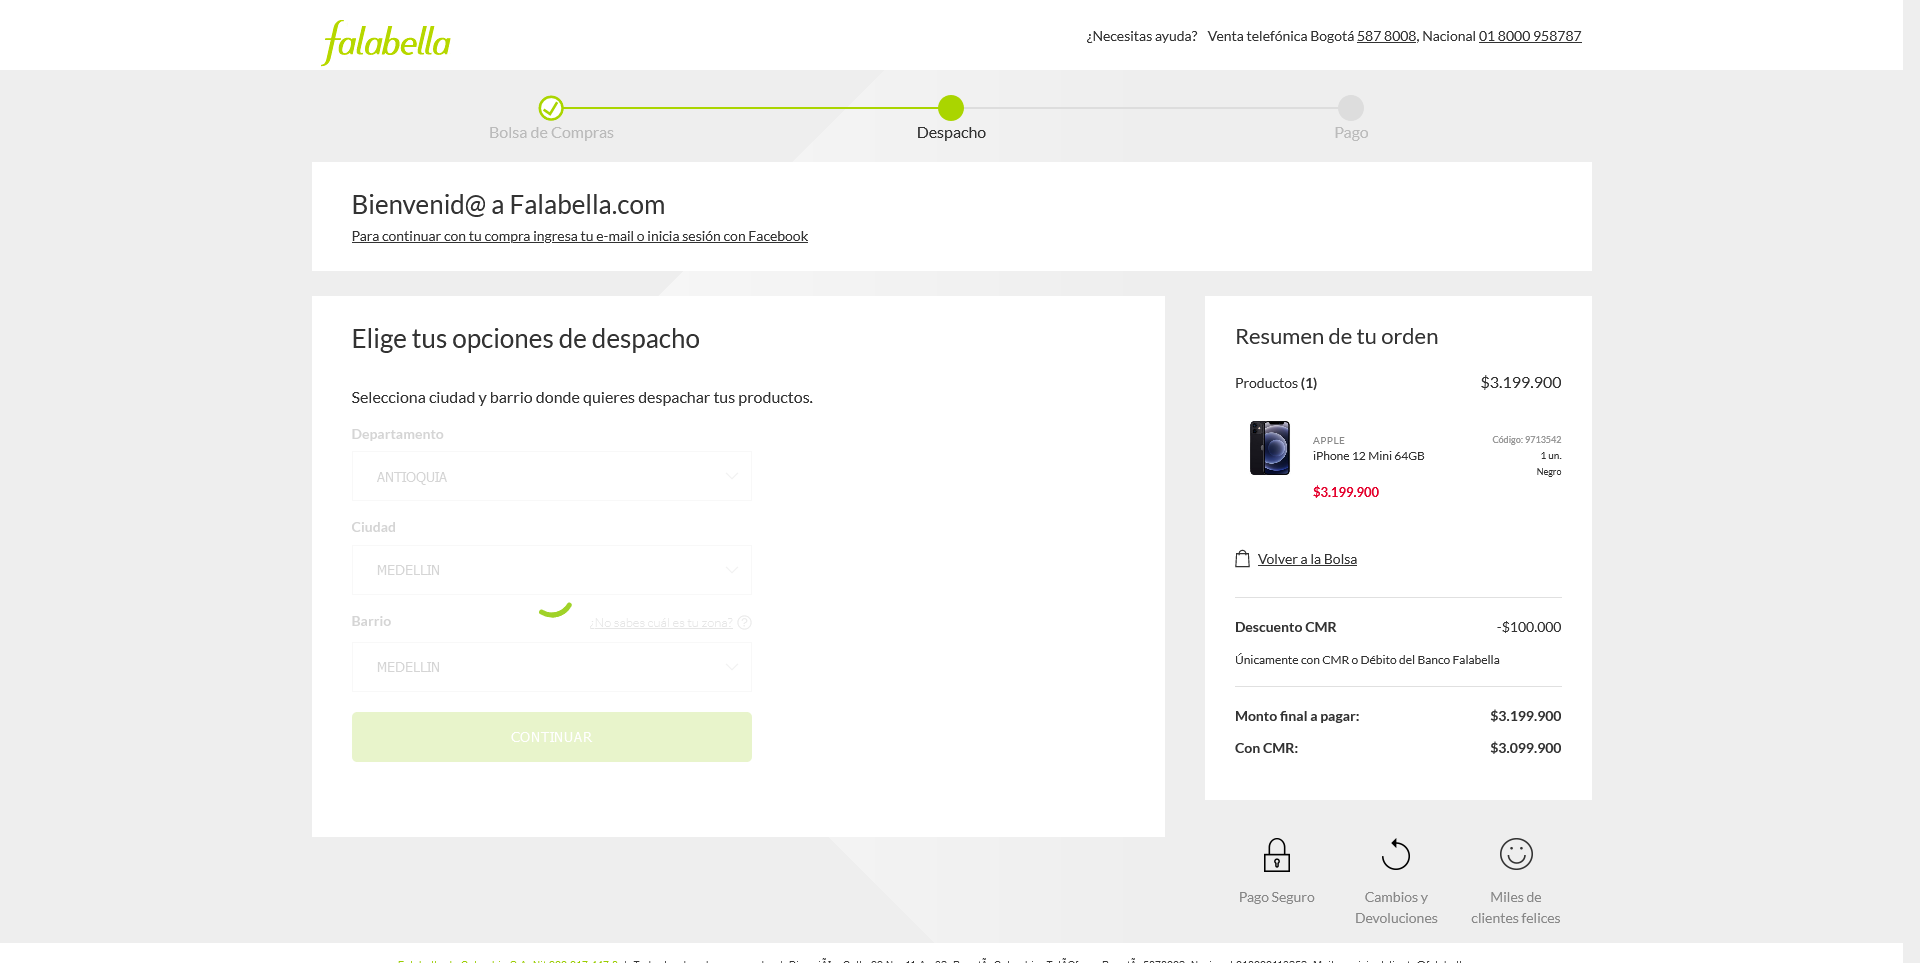 falabella
¿Necesitas ayuda? Venta telefónica Bogotá 587 8008, Nacional 01 8000 958787
Bolsa de Compras
Despacho
Pago
Bienvenid@ a Falabella.com
Para continuar con tu compra ingresa tu e-mail o inicia sesión con Facebook
Elige tus opciones de despacho
Selecciona ciudad y barrio donde quieres despachar tus productos.
Departamento
ANTIOQUIA
Ciudad
MEDELLIN
Barrio
¿No sabes cuál es tu zona? ?
MEDELLIN
CONTINUAR
Resumen de tu orden
Productos (1) $3.199.900
APPLE
iPhone 12 Mini 64GB
$3.199.900
Código: 9713542
1 un.
Negro
Volver a la Bolsa
Descuento CMR -$100.000
Únicamente con CMR o Débito del Banco Falabella
Monto final a pagar: $3.199.900
Con CMR: $3.099.900
Pago Seguro
Cambios y
Devoluciones
Miles de
clientes felices